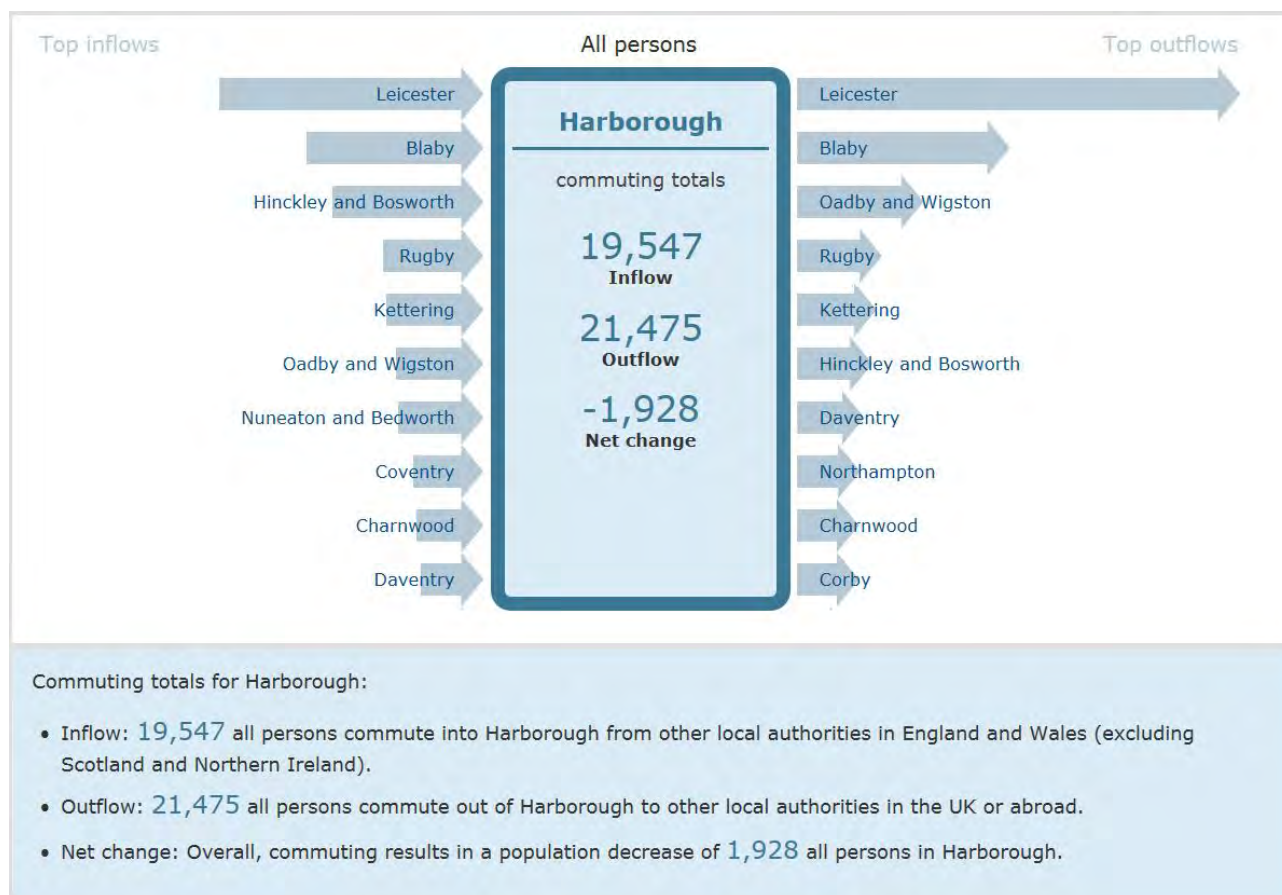 Top inflows
All persons
Top outflows
Leicester
Blaby
Hinckley and Bosworth
Rugby
Kettering
Oadby and Wigston
Nuneaton and Bedworth
Coventry
Charnwood
Daventry
Harborough
commuting totals
19,547
Inflow
21,475
Outflow
-1,928
Net change
Leicester
Blaby
Oadby and Wigston
Rugby
Kettering
Hinckley and Bosworth
Daventry
Northampton
Charnwood
Corby
Commuting totals for Harborough:
• Inflow: 19,547 all persons commute into Harborough from other local authorities in England and Wales (excluding
Scotland and Northern Ireland).
• Outflow: 21,475 all persons commute out of Harborough to other local authorities in the UK or abroad.
• Net change: Overall, commuting results in a population decrease of 1,928 all persons in Harborough.